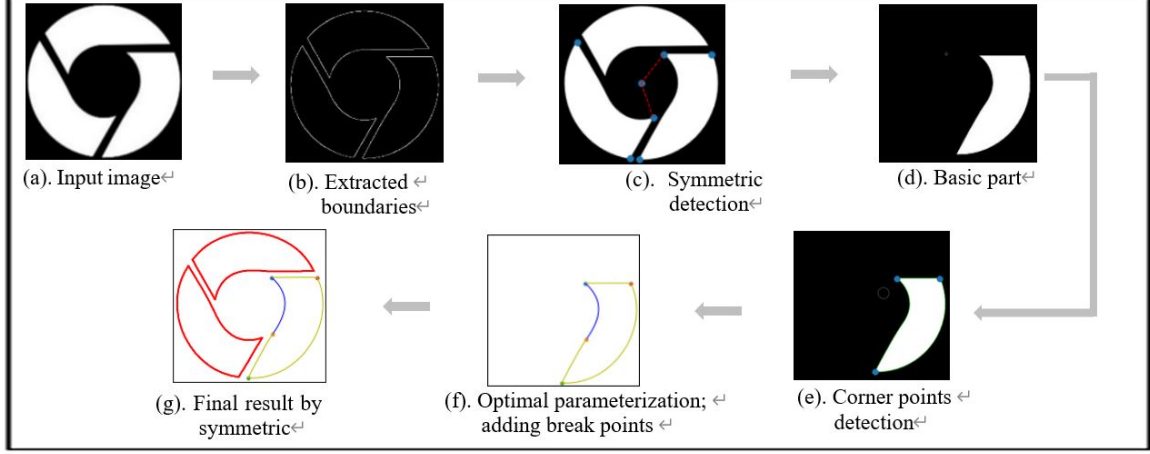 (a). Input image↵
(b). Extracted ↵
boundaries↵
(c). Symmetric
detection↵
(d). Basic part↵
(g). Final result by
symmetric↵
(f). Optimal parameterization; ↵
adding break points ↵
(e). Corner points ↵
detection↵